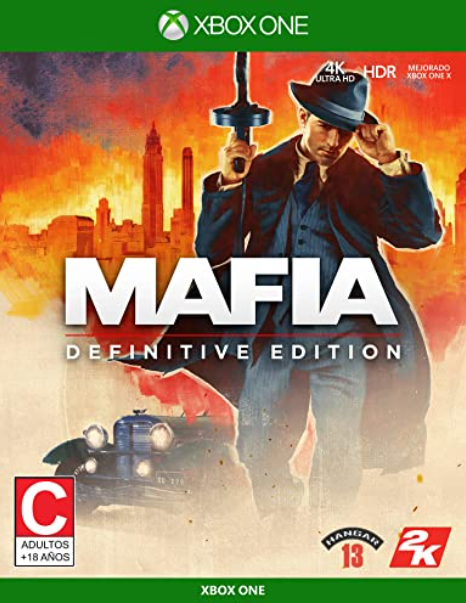 XBOX ONE
4K
ULTRA HD
HDR
MEJORADO
XBOX ONE X
MAFIA
DEFINITIVE EDITION
C
ADULTOS
+18 AÑOS
HANGAR
13
2K
XBOX ONE